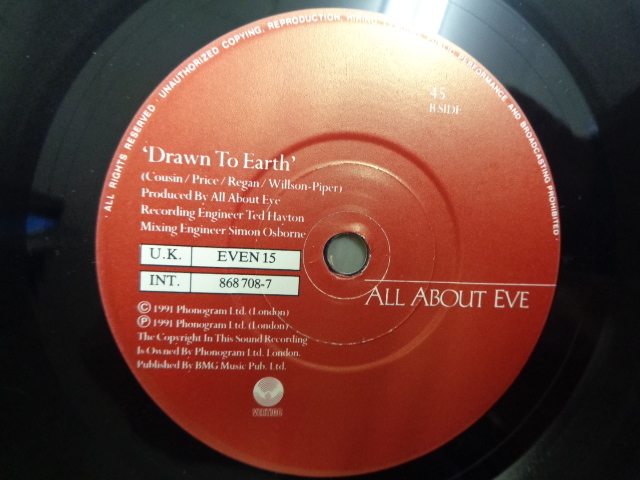 ALL RIGHTS RESERVED · UNAUTHORIZED COPYING, REPRODUCTION, HIRING, PERFORMANCE AND BROADCASTING PROHIBITED ·
45
B SIDE
'Drawn To Earth'
(Cousin/Price/Regan/Willson-Piper)
Produced By All About Eve
Recording Engineer Ted Hayton
Mixing Engineer Simon Osborne
U.K. EVEN 15
INT. 868 708-7
ALL ABOUT EVE
© 1991 Phonogram Ltd. (London)
℗ 1991 Phonogram Ltd. (London)
The Copyright In This Sound Recording
Is Owned By Phonogram Ltd. London.
Published By BMG Music Pub. Ltd.
VERTIGO